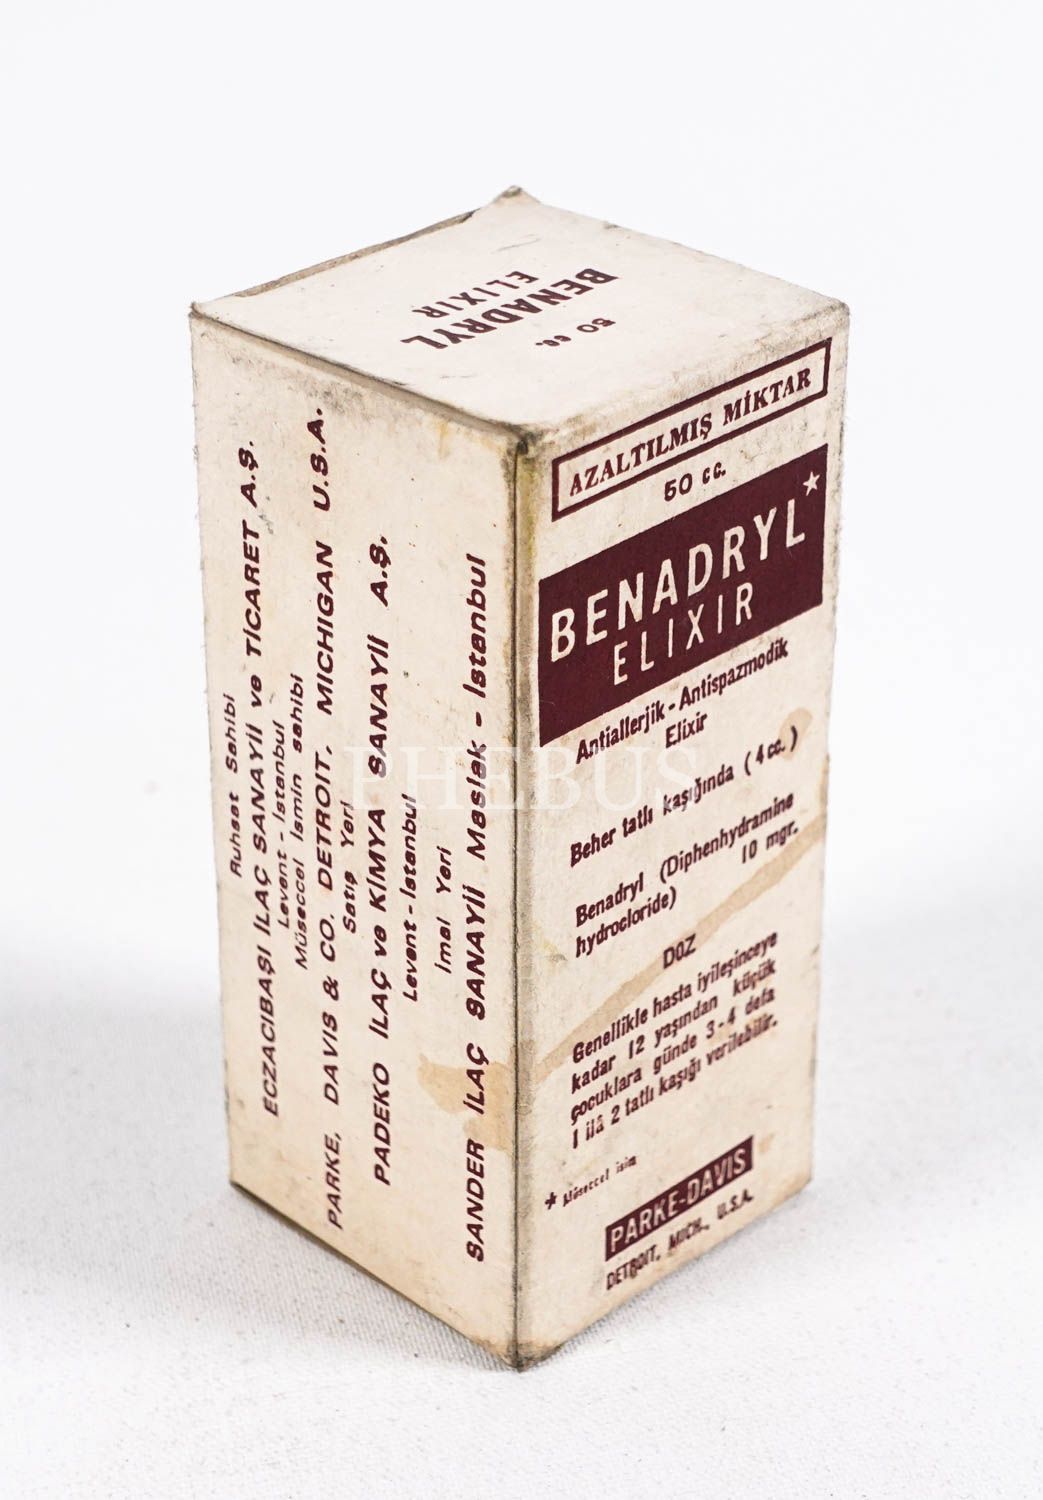 BENADRYL
ELIXIR
50 cc.
AZALTILMIŞ MİKTAR
50 cc.
BENADRYL*
ELIXIR
Antiallerjik - Antispazmodik
Elixir
Beher tatlı kaşığında (4 cc.)
Benadryl (Diphenhydramine
hydrocloride) 10 mgr.
DOZ
Genellikle hasta iyileşinceye
kadar 12 yaşından küçük
çocuklara günde 3-4 defa
1 ilâ 2 tatlı kaşığı verilebilir.
* Müseccel isim
PARKE-DAVIS
DETROIT, MICH., U.S.A.
Ruhsat Sahibi
ECZACIBAŞI İLAÇ SANAYİİ ve TİCARET A.Ş.
Levent - İstanbul
Müseccel ismin sahibi
PARKE, DAVIS & CO. DETROIT, MICHIGAN U.S.A.
Satış Yeri
PADEKO İLAÇ ve KİMYA SANAYİİ A.Ş.
Levent - İstanbul
İmal Yeri
SANDER İLAÇ SANAYİİ Maslak - İstanbul
PHEBUS